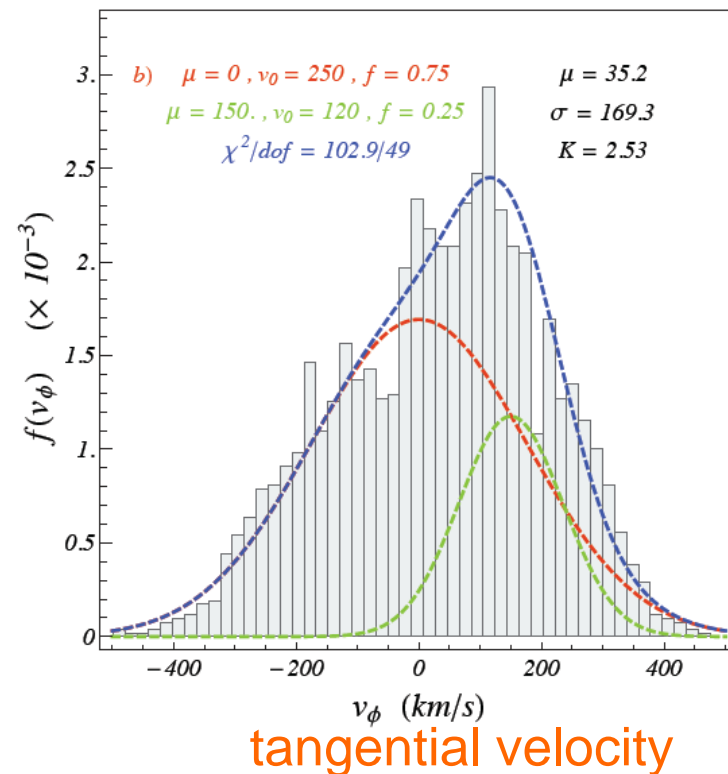 b) μ = 0 , v₀ = 250 , f = 0.75
μ = 150. , v₀ = 120 , f = 0.25
χ²/dof = 102.9/49
μ = 35.2
σ = 169.3
K = 2.53
f(v_ϕ) (× 10⁻³)
3.
2.5
2.
1.5
1.
0.5
0
−400 −200 0 200 400
v_ϕ (km/s)
tangential velocity